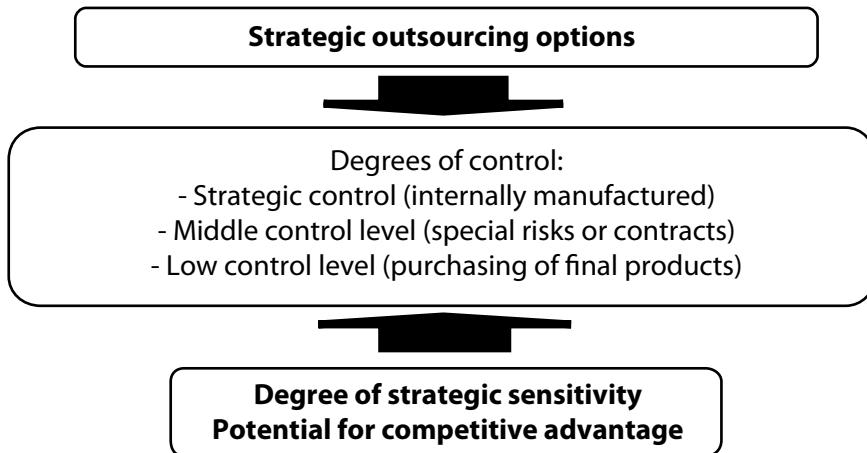 Strategic outsourcing options
Degrees of control:
- Strategic control (internally manufactured)
- Middle control level (special risks or contracts)
- Low control level (purchasing of final products)
Degree of strategic sensitivity
Potential for competitive advantage